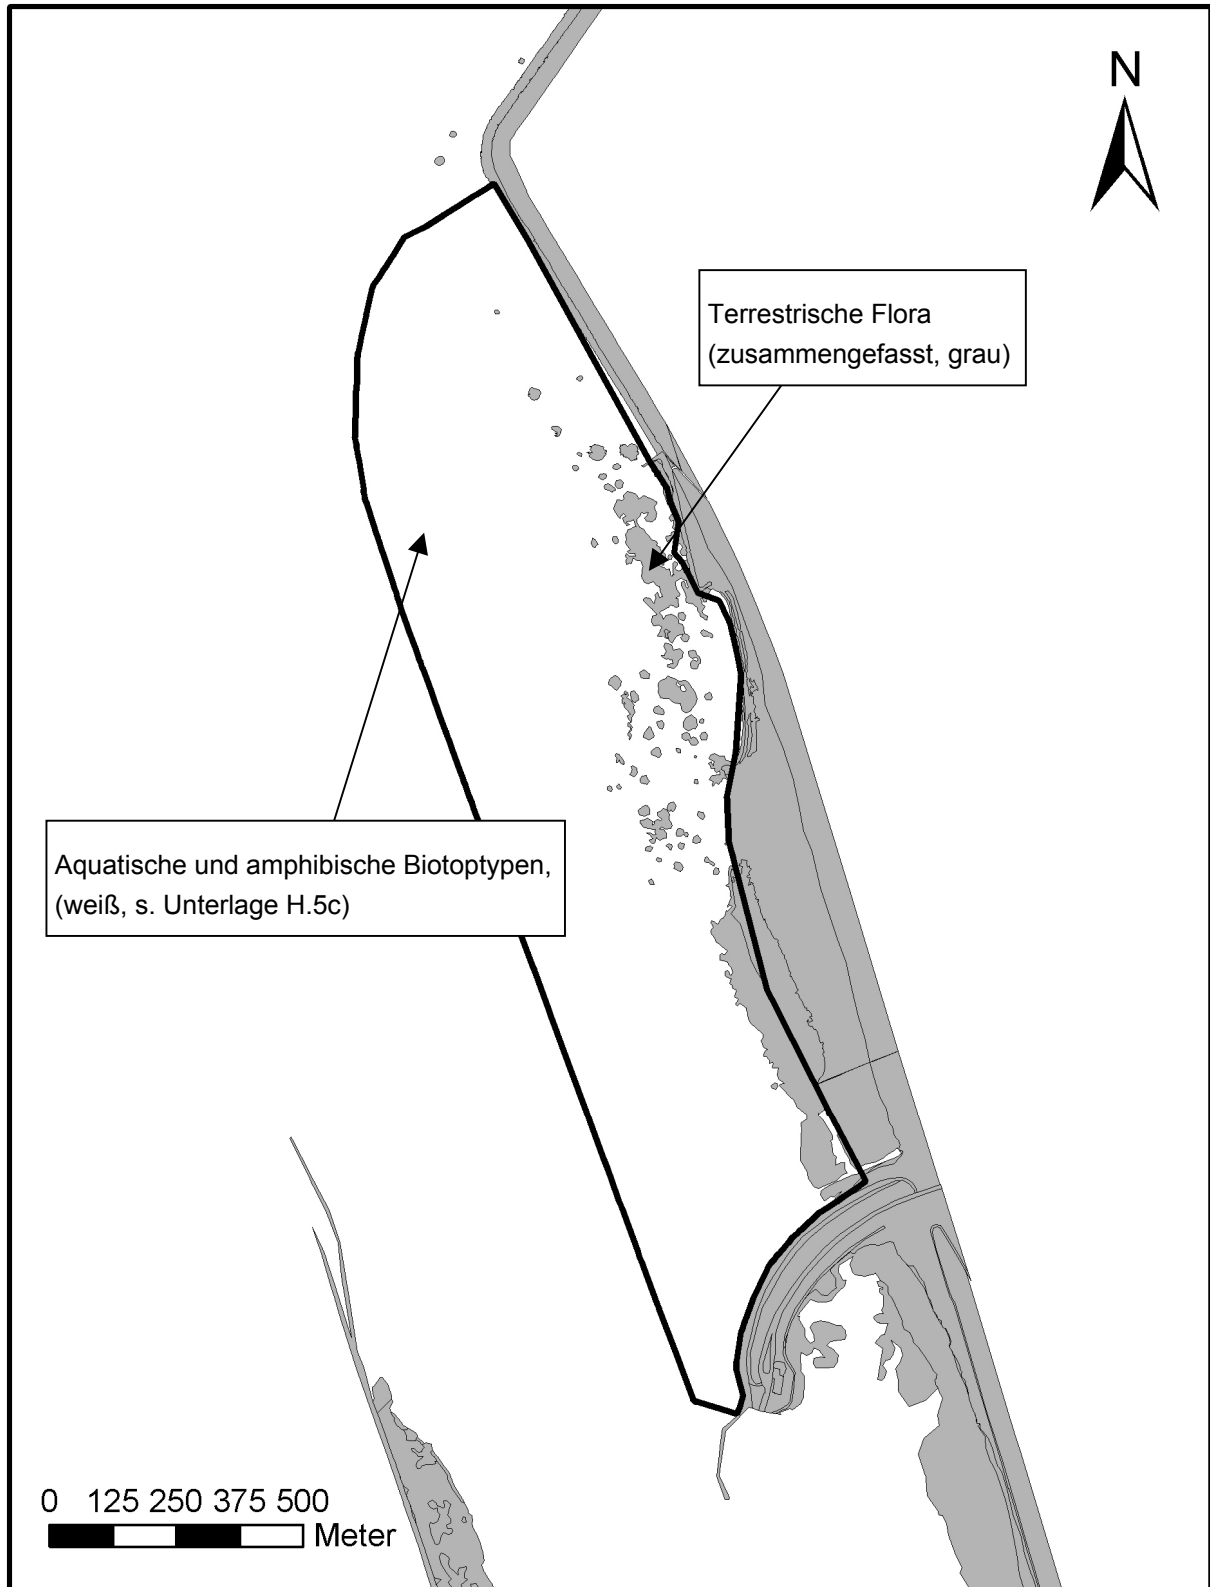 N
Terrestrische Flora
(zusammengefasst, grau)
Aquatische und amphibische Biotoptypen,
(weiß, s. Unterlage H.5c)
0 125 250 375 500
Meter